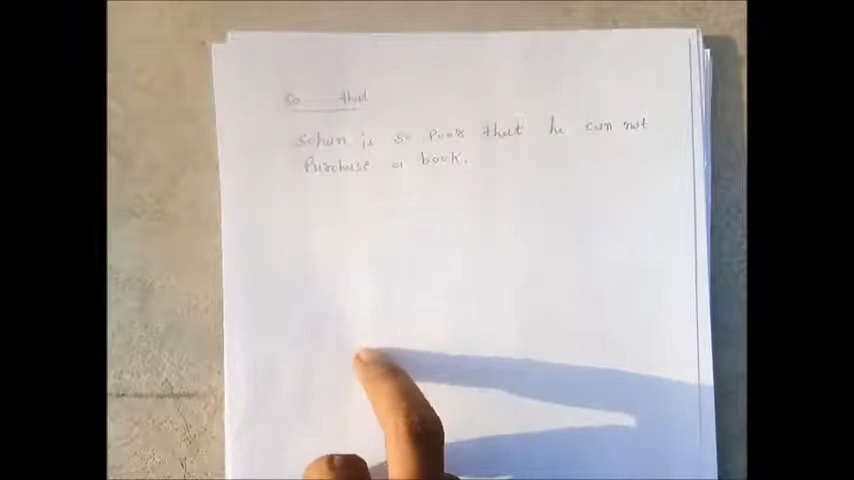 So that
Sohan is so Poor that he can not
Purchase a book.